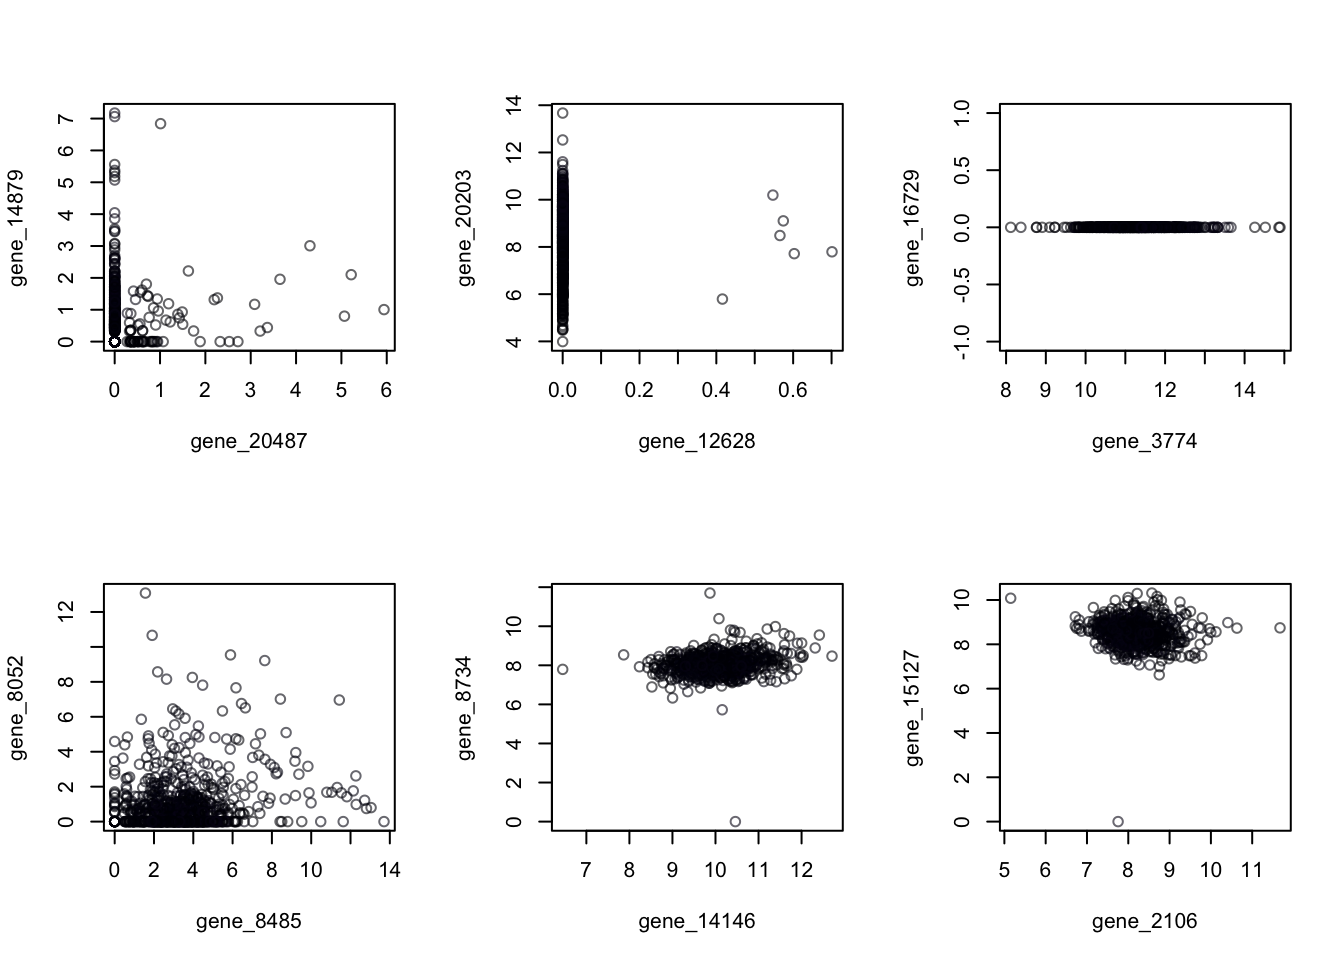 gene_14879
7
6
5
4
3
2
1
0
0 1 2 3 4 5 6
gene_20487
gene_20203
14
12
10
8
6
4
0.0 0.2 0.4 0.6
gene_12628
gene_16729
1.0
0.5
0.0
-0.5
-1.0
8 9 10 12 14
gene_3774
gene_8052
12
8
6
4
2
0
0 2 4 6 8 10 14
gene_8485
gene_8734
10
8
6
4
2
0
7 8 9 10 11 12
gene_14146
gene_15127
10
8
6
4
2
0
5 6 7 8 9 10 11
gene_2106